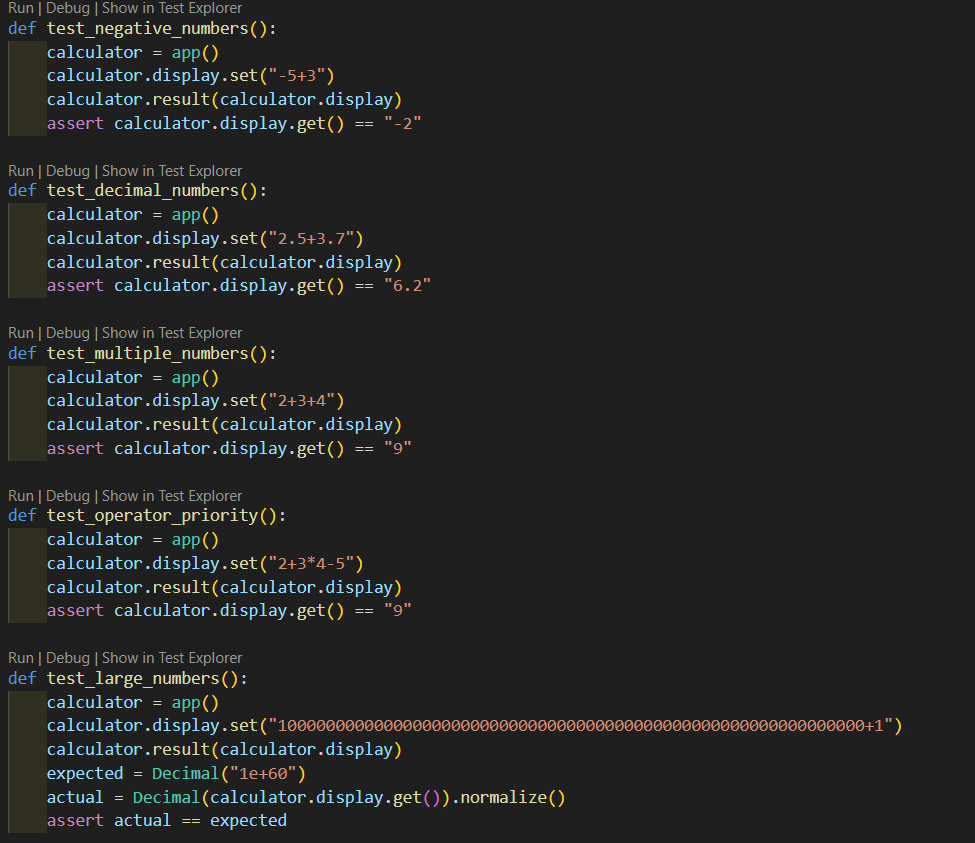 Run | Debug | Show in Test Explorer
def test_negative_numbers():
    calculator = app()
    calculator.display.set("-5+3")
    calculator.result(calculator.display)
    assert calculator.display.get() == "-2"
Run | Debug | Show in Test Explorer
def test_decimal_numbers():
    calculator = app()
    calculator.display.set("2.5+3.7")
    calculator.result(calculator.display)
    assert calculator.display.get() == "6.2"
Run | Debug | Show in Test Explorer
def test_multiple_numbers():
    calculator = app()
    calculator.display.set("2+3+4")
    calculator.result(calculator.display)
    assert calculator.display.get() == "9"
Run | Debug | Show in Test Explorer
def test_operator_priority():
    calculator = app()
    calculator.display.set("2+3*4-5")
    calculator.result(calculator.display)
    assert calculator.display.get() == "9"
Run | Debug | Show in Test Explorer
def test_large_numbers():
    calculator = app()
    calculator.display.set("1000000000000000000000000000000000000000000000000000000000000+1")
    calculator.result(calculator.display)
    expected = Decimal("1e+60")
    actual = Decimal(calculator.display.get()).normalize()
    assert actual == expected